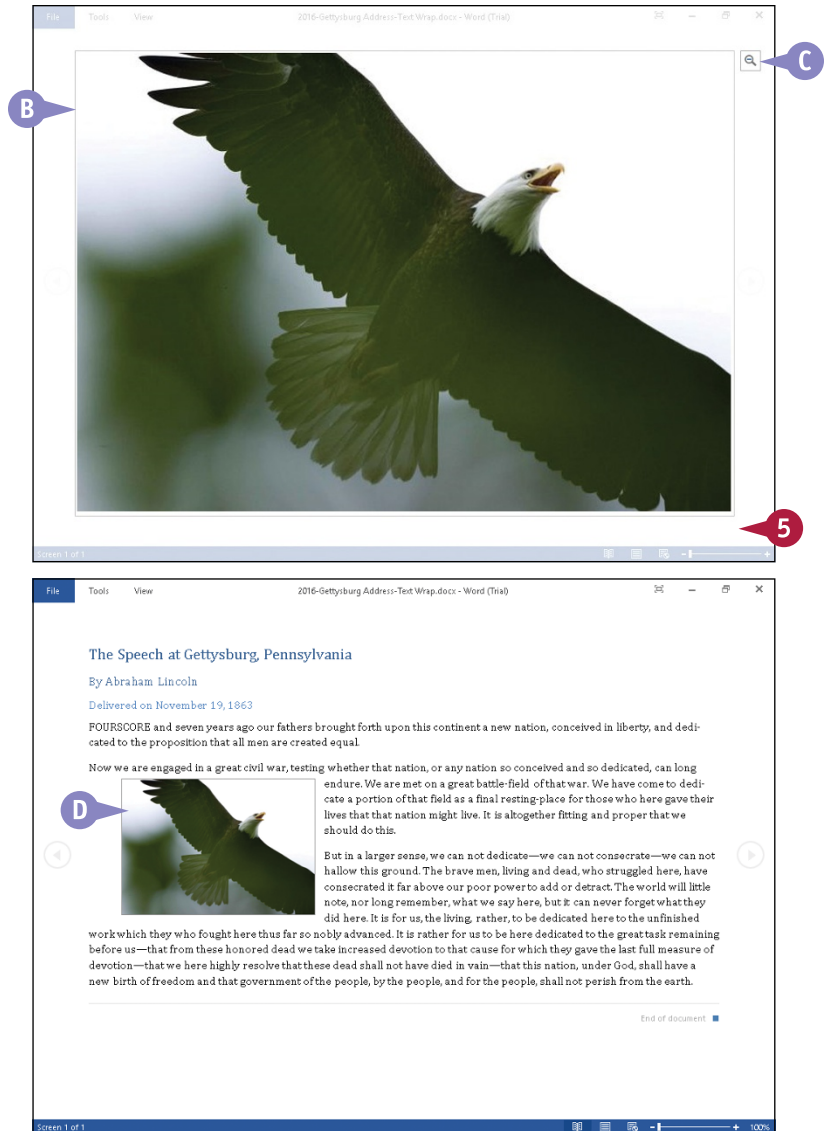 File Tools View 2016-Gettysburg Address-Text Wrap.docx - Word (Trial)
B
C
5
Screen 1 of 1
File Tools View 2016-Gettysburg Address-Text Wrap.docx - Word (Trial)
The Speech at Gettysburg, Pennsylvania
By Abraham Lincoln
Delivered on November 19, 1863
FOURSCORE and seven years ago our fathers brought forth upon this continent a new nation, conceived in liberty, and dedi-
cated to the proposition that all men are created equal.
Now we are engaged in a great civil war, testing whether that nation, or any nation so conceived and so dedicated, can long
endure. We are met on a great battle-field of that war. We have come to dedi-
cate a portion of that field as a final resting-place for those who here gave their
lives that that nation might live. It is altogether fitting and proper that we
should do this.
D
But in a larger sense, we can not dedicate—we can not consecrate—we can not
hallow this ground. The brave men, living and dead, who struggled here, have
consecrated it far above our poor power to add or detract. The world will little
note, nor long remember, what we say here, but it can never forget what they
did here. It is for us, the living, rather, to be dedicated here to the unfinished
work which they who fought here thus far so nobly advanced. It is rather for us to be here dedicated to the great task remaining
before us—that from these honored dead we take increased devotion to that cause for which they gave the last full measure of
devotion—that we here highly resolve that these dead shall not have died in vain—that this nation, under God, shall have a
new birth of freedom and that government of the people, by the people, and for the people, shall not perish from the earth.
End of document
Screen 1 of 1 100%